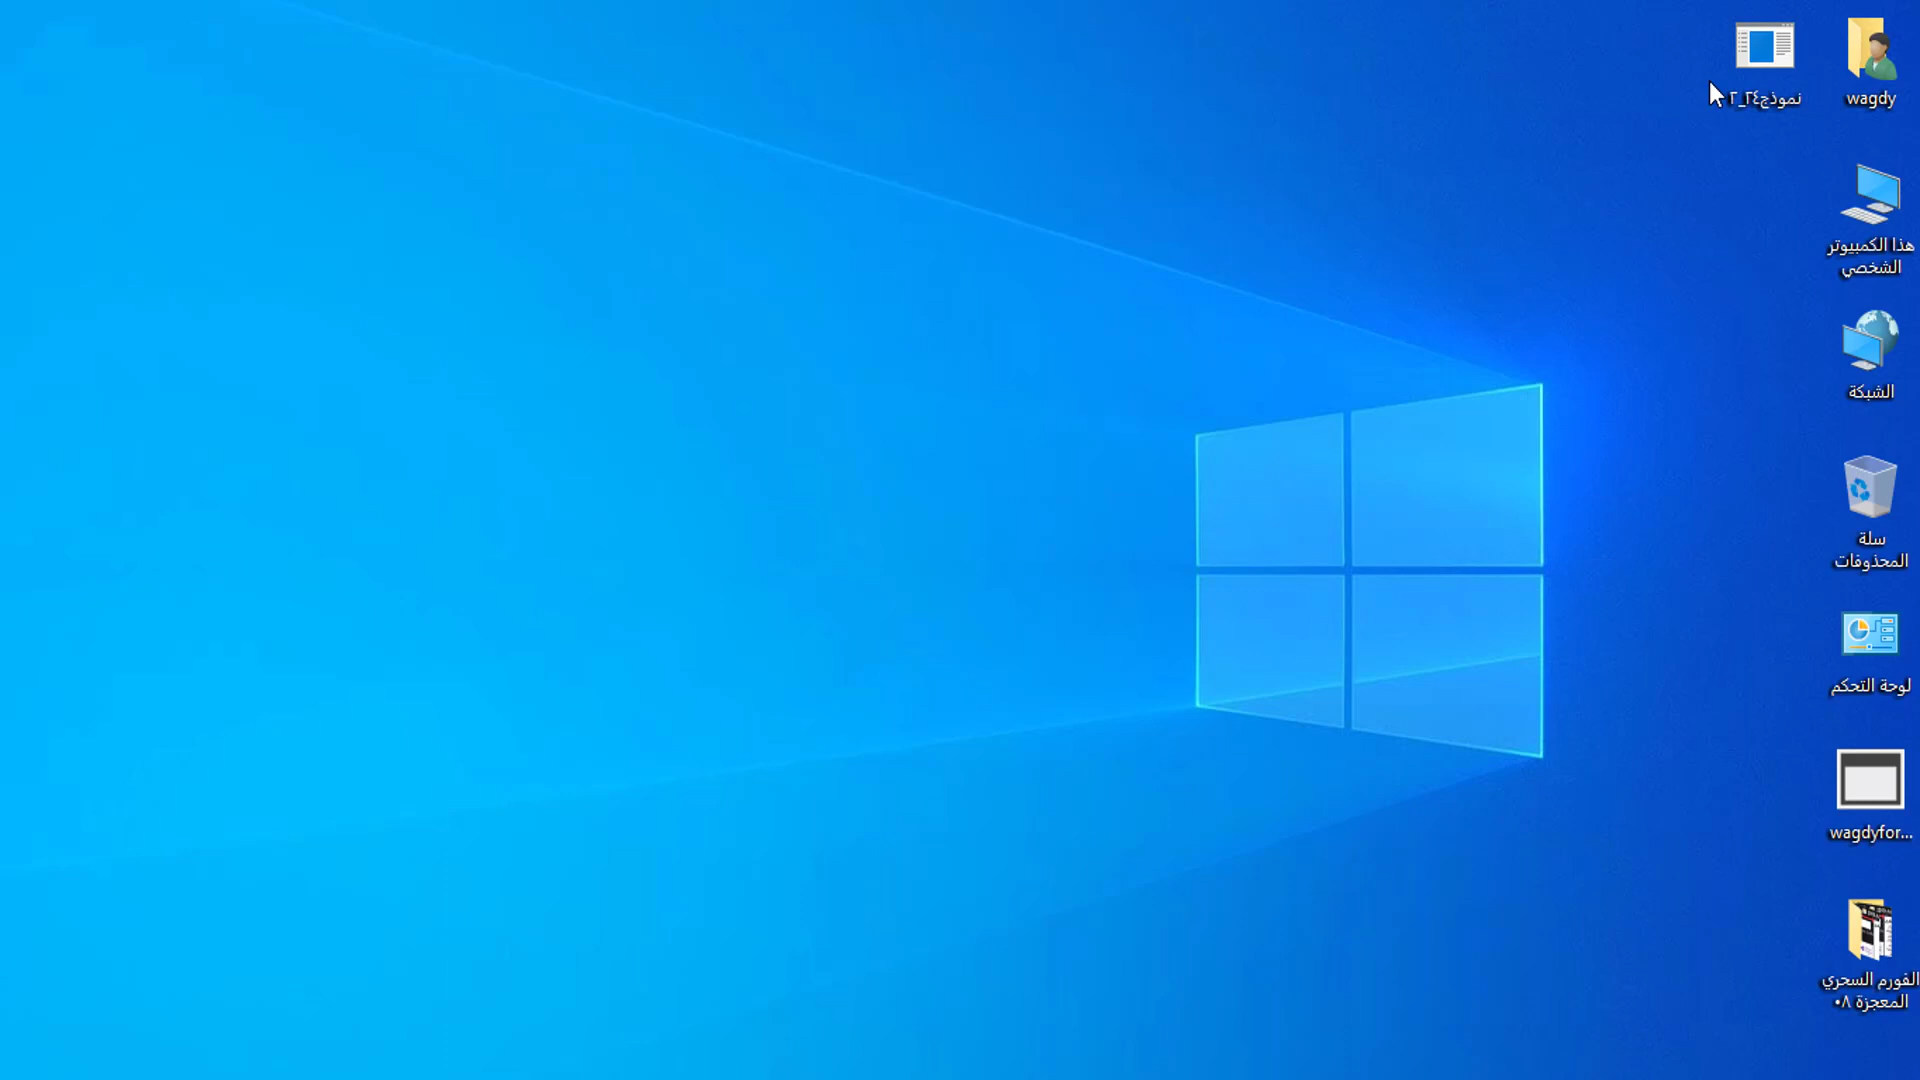 wagdy
هذا الكمبيوتر
الشخصي
الشبكة
سلة
المحذوفات
لوحة التحكم
wagdyfor...
الفورم السحري
المعجزة ٠٨
نموذج٢٤_٢